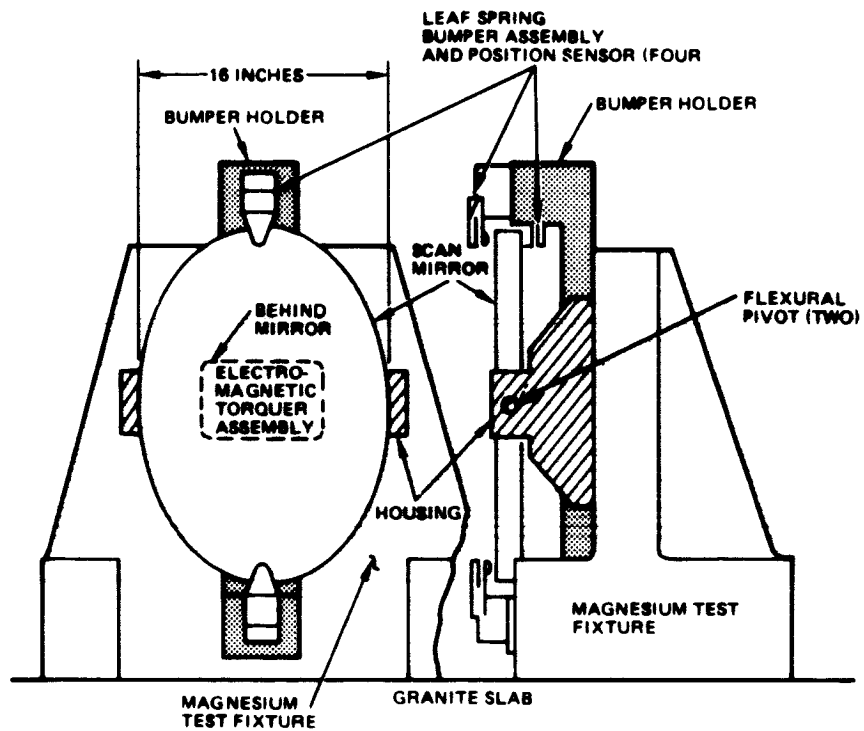 LEAF SPRING
BUMPER ASSEMBLY
AND POSITION SENSOR (FOUR
16 INCHES
BUMPER HOLDER
BUMPER HOLDER
SCAN
MIRROR
BEHIND
MIRROR
FLEXURAL
PIVOT (TWO)
ELECTRO-
MAGNETIC
TORQUER
ASSEMBLY
HOUSING
MAGNESIUM TEST
FIXTURE
MAGNESIUM
TEST FIXTURE
GRANITE SLAB